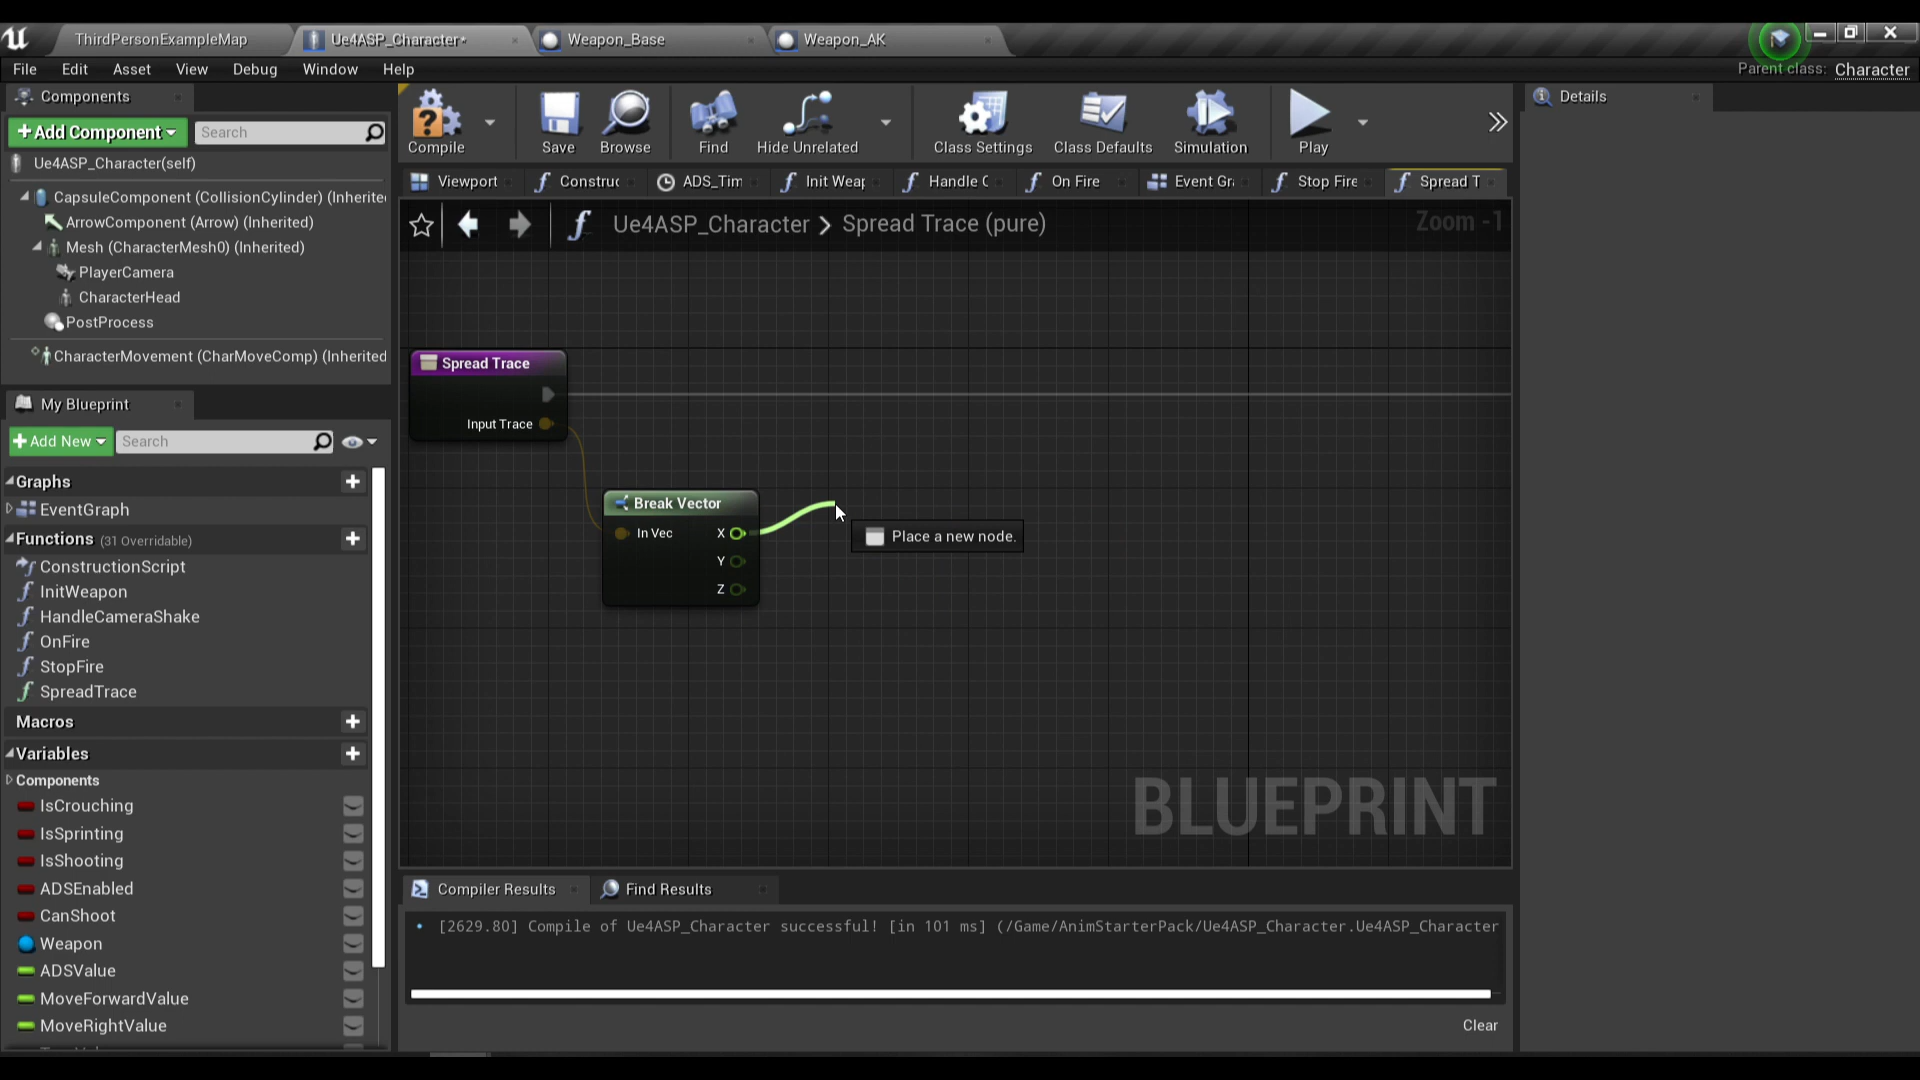 ThirdPersonExampleMap
Ue4ASP_Character*
Weapon_Base
Weapon_AK
File Edit Asset View Debug Window Help
Parent class: Character
Components
Add Component
Search
Ue4ASP_Character(self)
CapsuleComponent (CollisionCylinder) (Inherite
ArrowComponent (Arrow) (Inherited)
Mesh (CharacterMesh0) (Inherited)
PlayerCamera
CharacterHead
PostProcess
CharacterMovement (CharMoveComp) (Inherited
My Blueprint
Add New
Search
Graphs
EventGraph
Functions (31 Overridable)
ConstructionScript
InitWeapon
HandleCameraShake
OnFire
StopFire
SpreadTrace
Macros
Variables
Components
IsCrouching
IsSprinting
IsShooting
ADSEnabled
CanShoot
Weapon
ADSValue
MoveForwardValue
MoveRightValue
Compile
Save
Browse
Find
Hide Unrelated
Class Settings
Class Defaults
Simulation
Play
Viewport
Construc
ADS_Tim
Init Weap
Handle C
On Fire
Event Gra
Stop Fire
Spread T
Ue4ASP_Character > Spread Trace (pure)
Zoom -1
Spread Trace
Input Trace
Break Vector
In Vec X
Y
Z
Place a new node.
BLUEPRINT
Compiler Results
Find Results
[2629.80] Compile of Ue4ASP_Character successful! [in 101 ms] (/Game/AnimStarterPack/Ue4ASP_Character.Ue4ASP_Character
Clear
Details